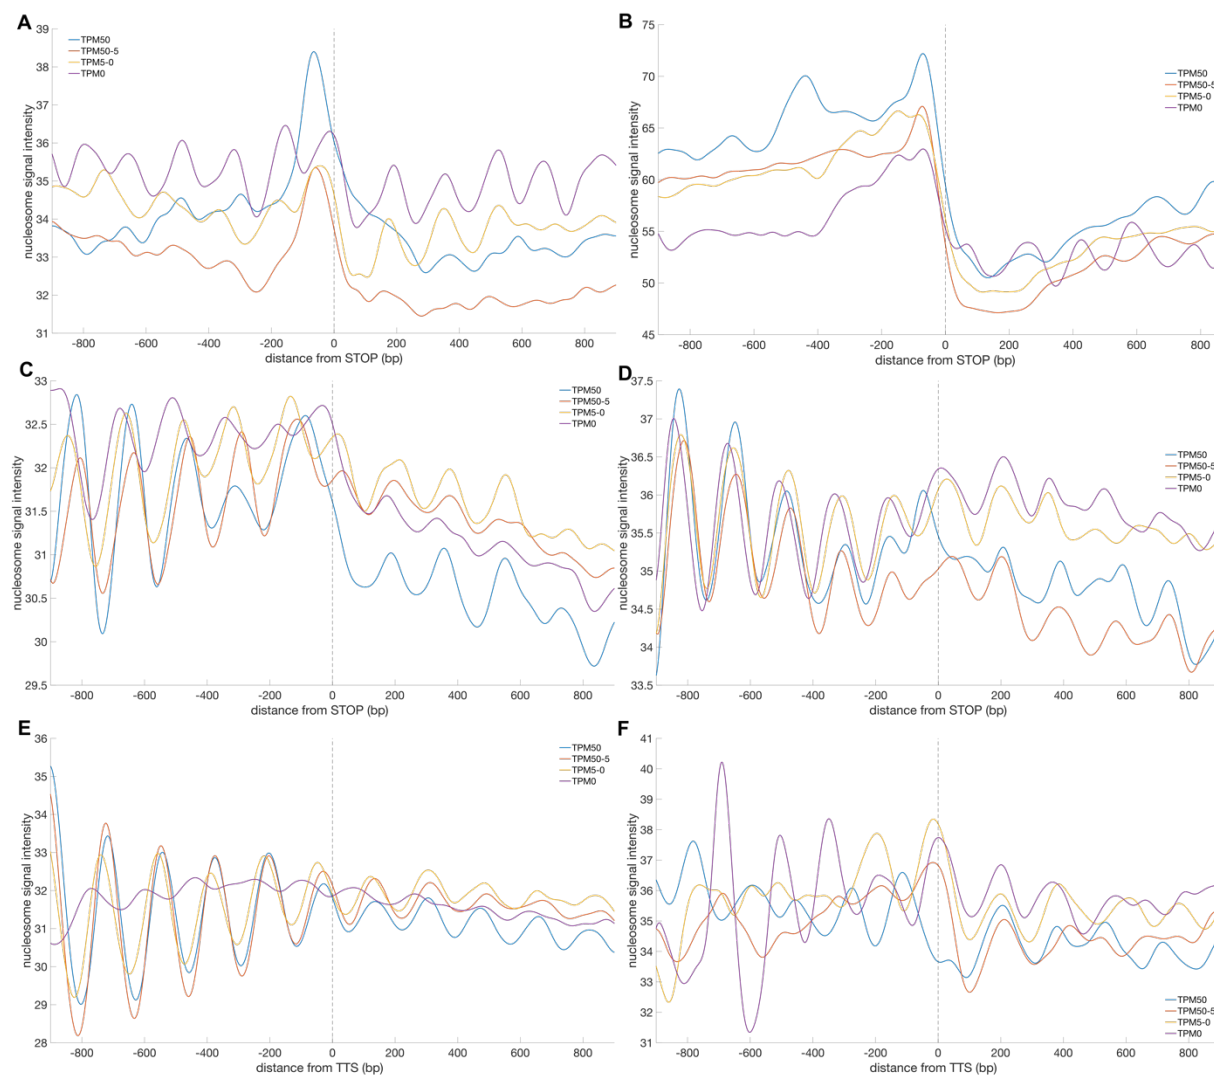 A
nucleosome signal intensity
39
38
37
36
35
34
33
32
31
TPM50
TPM50-5
TPM5-0
TPM0
-800 -600 -400 -200 0 200 400 600 800
distance from STOP (bp)
B
nucleosome signal intensity
75
70
65
60
55
50
45
TPM50
TPM50-5
TPM5-0
TPM0
-800 -600 -400 -200 0 200 400 600 800
distance from STOP (bp)
C
nucleosome signal intensity
33
32.5
32
31.5
31
30.5
30
29.5
TPM50
TPM50-5
TPM5-0
TPM0
-800 -600 -400 -200 0 200 400 600 800
distance from STOP (bp)
D
nucleosome signal intensity
37.5
37
36.5
36
35.5
35
34.5
34
33.5
TPM50
TPM50-5
TPM5-0
TPM0
-800 -600 -400 -200 0 200 400 600 800
distance from STOP (bp)
E
nucleosome signal intensity
36
35
34
33
32
31
30
29
28
TPM50
TPM50-5
TPM5-0
TPM0
-800 -600 -400 -200 0 200 400 600 800
distance from TTS (bp)
F
nucleosome signal intensity
41
40
39
38
37
36
35
34
33
32
31
TPM50
TPM50-5
TPM5-0
TPM0
-800 -600 -400 -200 0 200 400 600 800
distance from TTS (bp)